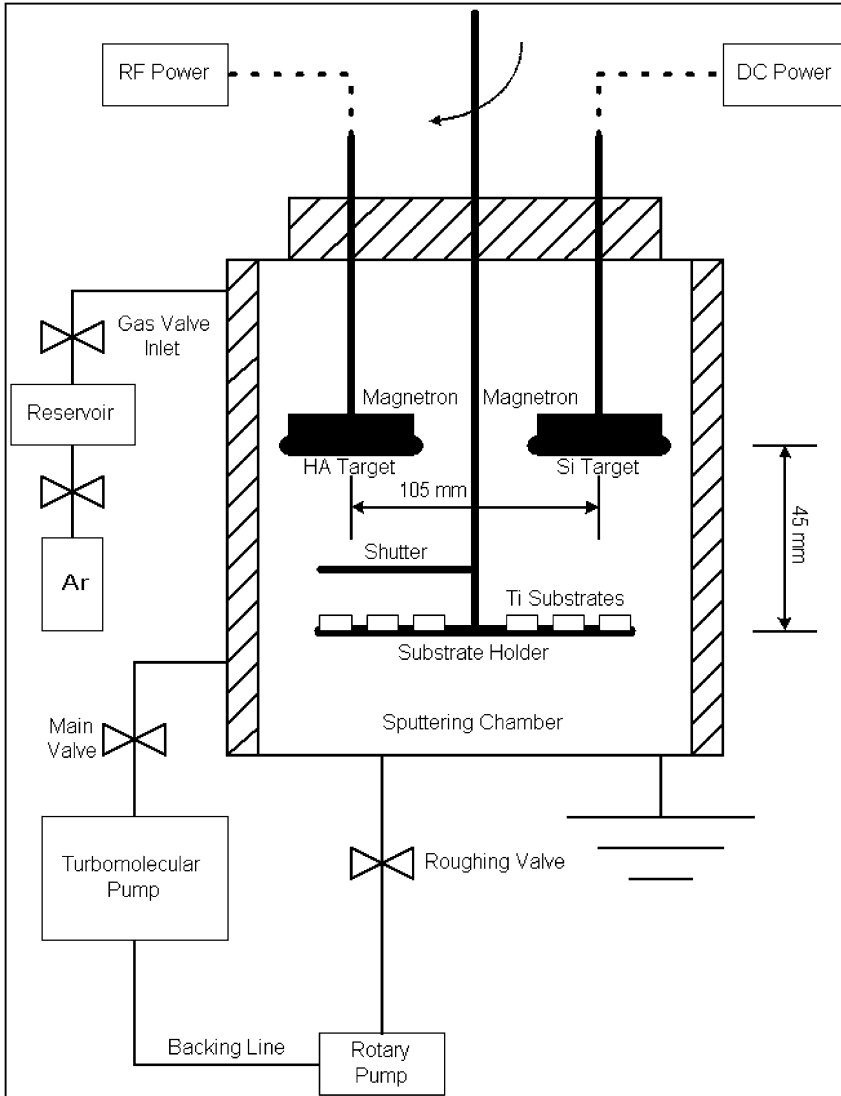 RF Power
DC Power
Gas Valve
Inlet
Reservoir
Ar
Magnetron
Magnetron
HA Target
Si Target
105 mm
45 mm
Shutter
Ti Substrates
Substrate Holder
Sputtering Chamber
Main
Valve
Turbomolecular
Pump
Roughing Valve
Backing Line
Rotary
Pump